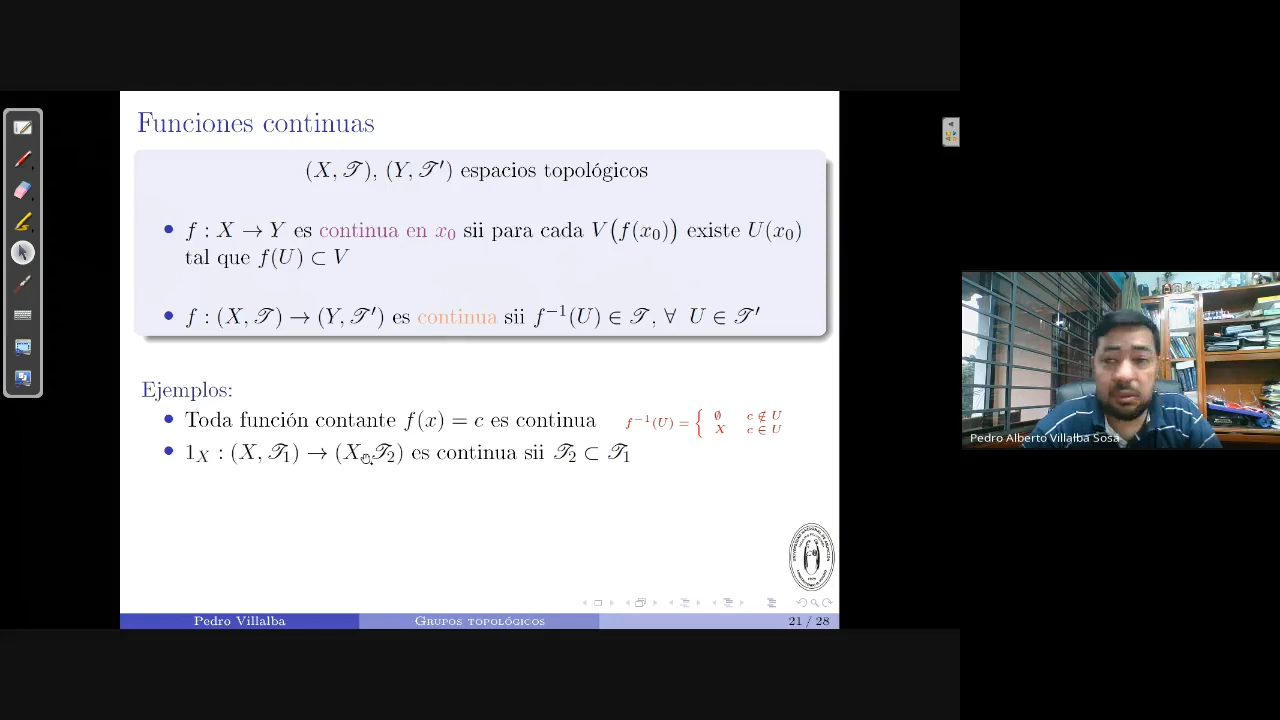 Funciones continuas
(X, 𝒯), (Y, 𝒯′) espacios topológicos
• f : X → Y es continua en x₀ sii para cada V(f(x₀)) existe U(x₀)
tal que f(U) ⊂ V
• f : (X, 𝒯) → (Y, 𝒯′) es continua sii f⁻¹(U) ∈ 𝒯, ∀ U ∈ 𝒯′
Ejemplos:
• Toda función contante f(x) = c es continua f⁻¹(U) = { ∅ c ∉ U
X c ∈ U
• 1_X : (X, 𝒯₁) → (X, 𝒯₂) es continua sii 𝒯₂ ⊂ 𝒯₁
Pedro Villalba
Grupos topológicos
21 / 28
Pedro Alberto Villalba Sosa